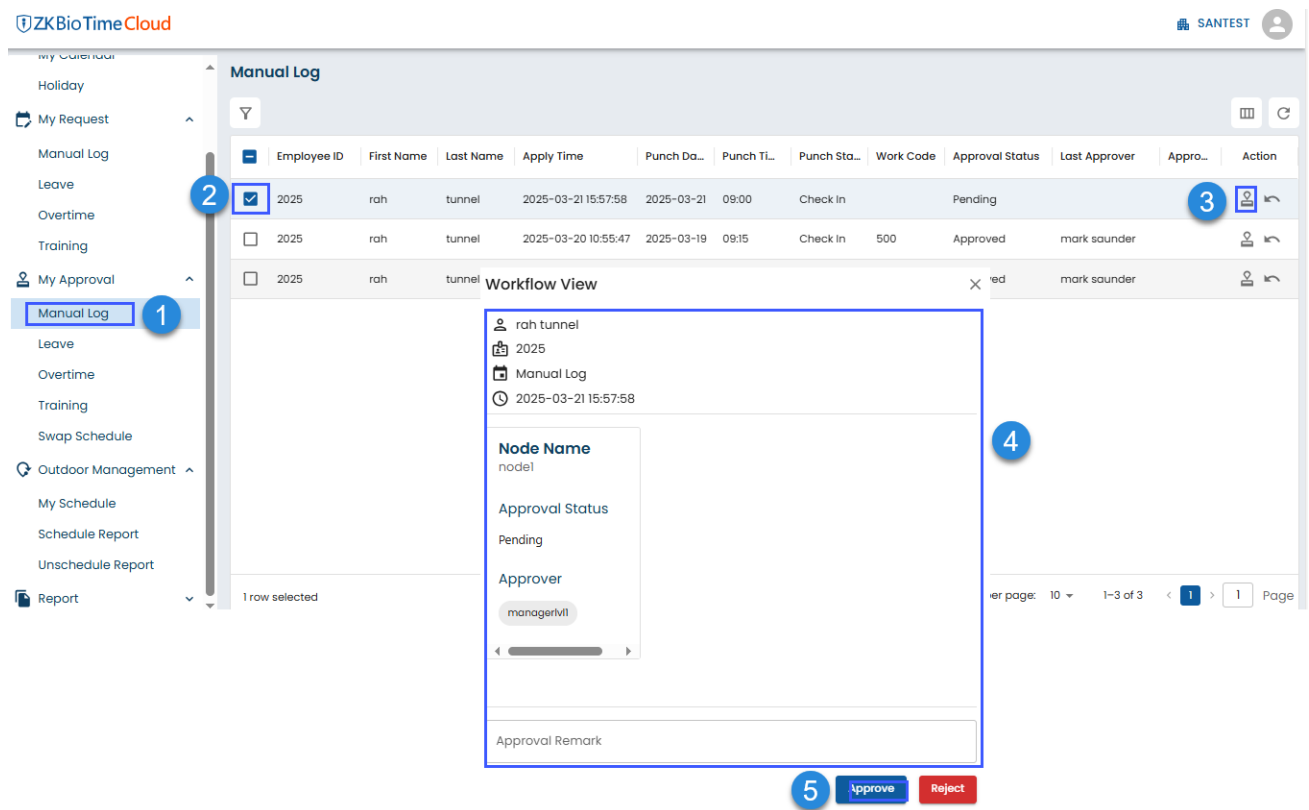 ZKBioTime Cloud
SANTEST
My Calendar
Holiday
My Request
Manual Log
Leave
Overtime
Training
My Approval
Manual Log
1
Leave
Overtime
Training
Swap Schedule
Outdoor Management
My Schedule
Schedule Report
Unschedule Report
Report
Manual Log
Employee ID First Name Last Name Apply Time Punch Da... Punch Ti... Punch Sta... Work Code Approval Status Last Approver Appro... Action
2 2025 rah tunnel 2025-03-21 15:57:58 2025-03-21 09:00 Check In Pending 3
2025 rah tunnel 2025-03-20 10:55:47 2025-03-19 09:15 Check In 500 Approved mark saunder
2025 rah tunnel mark saunder
Workflow View
rah tunnel
2025
Manual Log
2025-03-21 15:57:58
4
Node Name
node1
Approval Status
Pending
Approver
managerlvl1
Approval Remark
5 Approve Reject
1 row selected per page: 10 1-3 of 3 < 1 > 1 Page